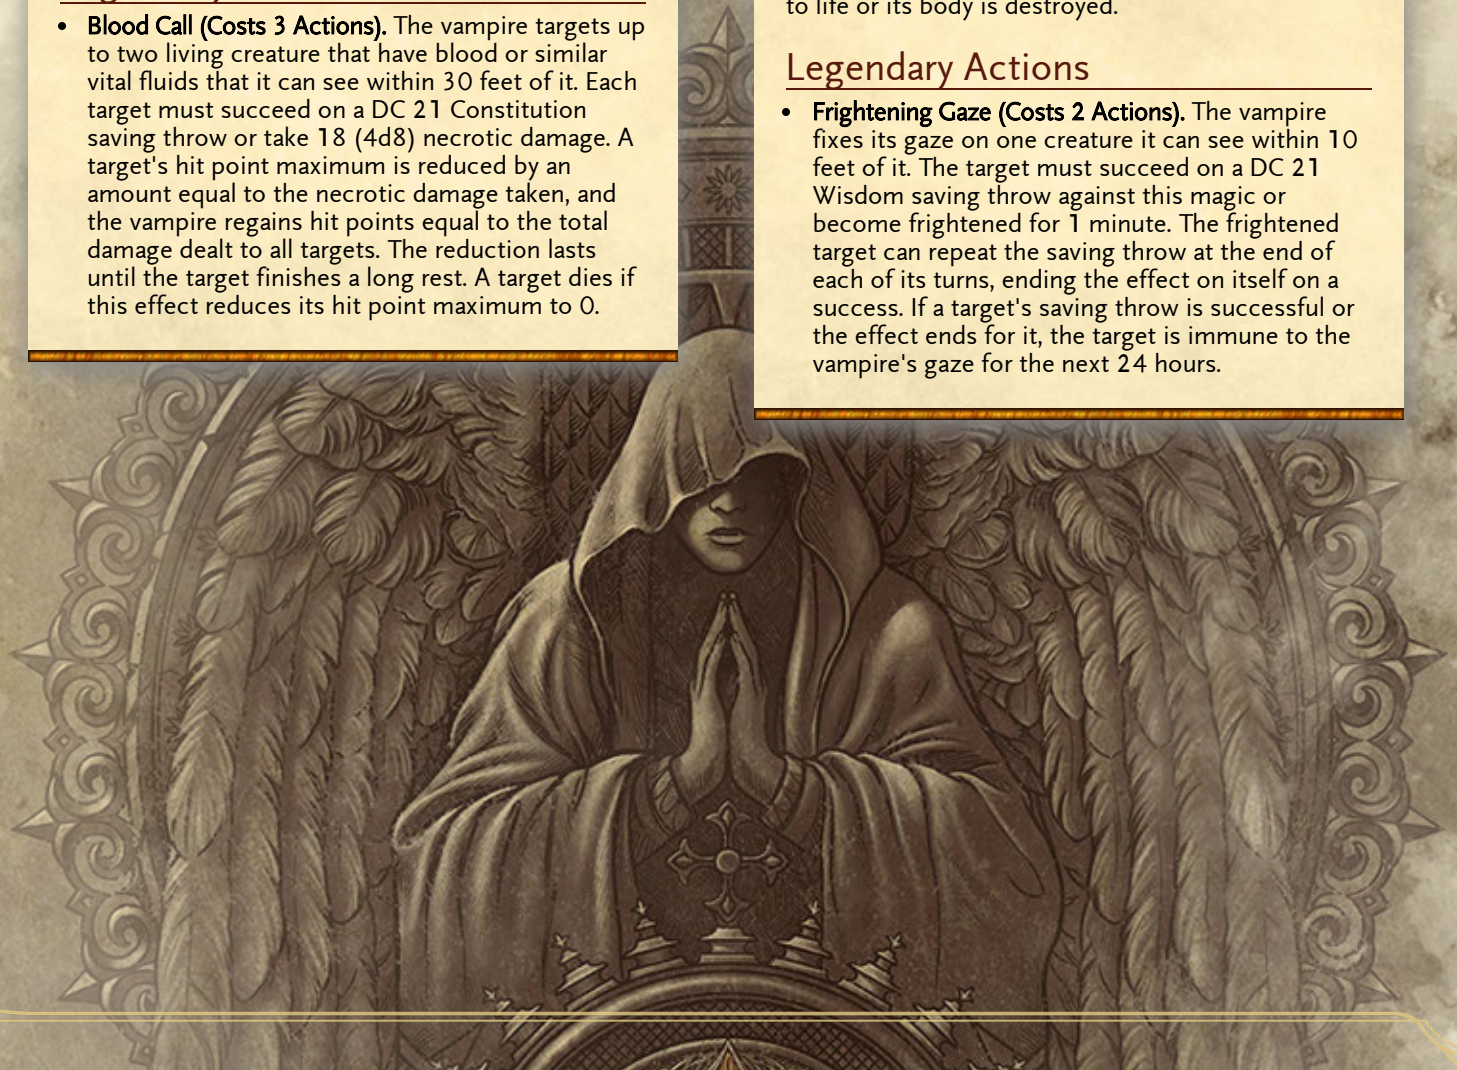 Blood Call (Costs 3 Actions). The vampire targets up
to two living creature that have blood or similar
vital fluids that it can see within 30 feet of it. Each
target must succeed on a DC 21 Constitution
saving throw or take 18 (4d8) necrotic damage. A
target's hit point maximum is reduced by an
amount equal to the necrotic damage taken, and
the vampire regains hit points equal to the total
damage dealt to all targets. The reduction lasts
until the target finishes a long rest. A target dies if
this effect reduces its hit point maximum to 0.
to life or its body is destroyed.
Legendary Actions
Frightening Gaze (Costs 2 Actions). The vampire
fixes its gaze on one creature it can see within 10
feet of it. The target must succeed on a DC 21
Wisdom saving throw against this magic or
become frightened for 1 minute. The frightened
target can repeat the saving throw at the end of
each of its turns, ending the effect on itself on a
success. If a target's saving throw is successful or
the effect ends for it, the target is immune to the
vampire's gaze for the next 24 hours.